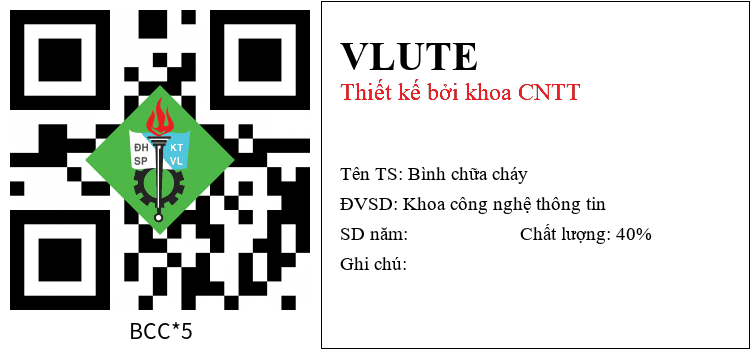 ĐH KT
SP VL
BCC*5
VLUTE
Thiết kế bởi khoa CNTT
Tên TS: Bình chữa cháy
ĐVSD: Khoa công nghệ thông tin
SD năm: Chất lượng: 40%
Ghi chú: